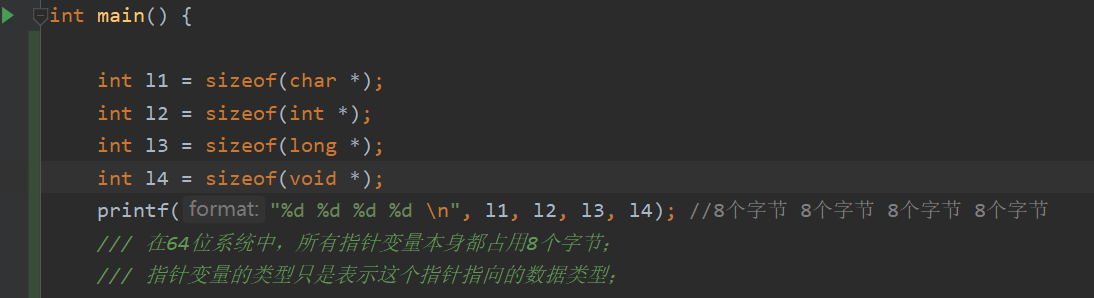 int main() {
int l1 = sizeof(char *);
int l2 = sizeof(int *);
int l3 = sizeof(long *);
int l4 = sizeof(void *);
printf( format: "%d %d %d %d \n", l1, l2, l3, l4); //8个字节 8个字节 8个字节 8个字节
/// 在64位系统中，所有指针变量本身都占用8个字节；
/// 指针变量的类型只是表示这个指针指向的数据类型；